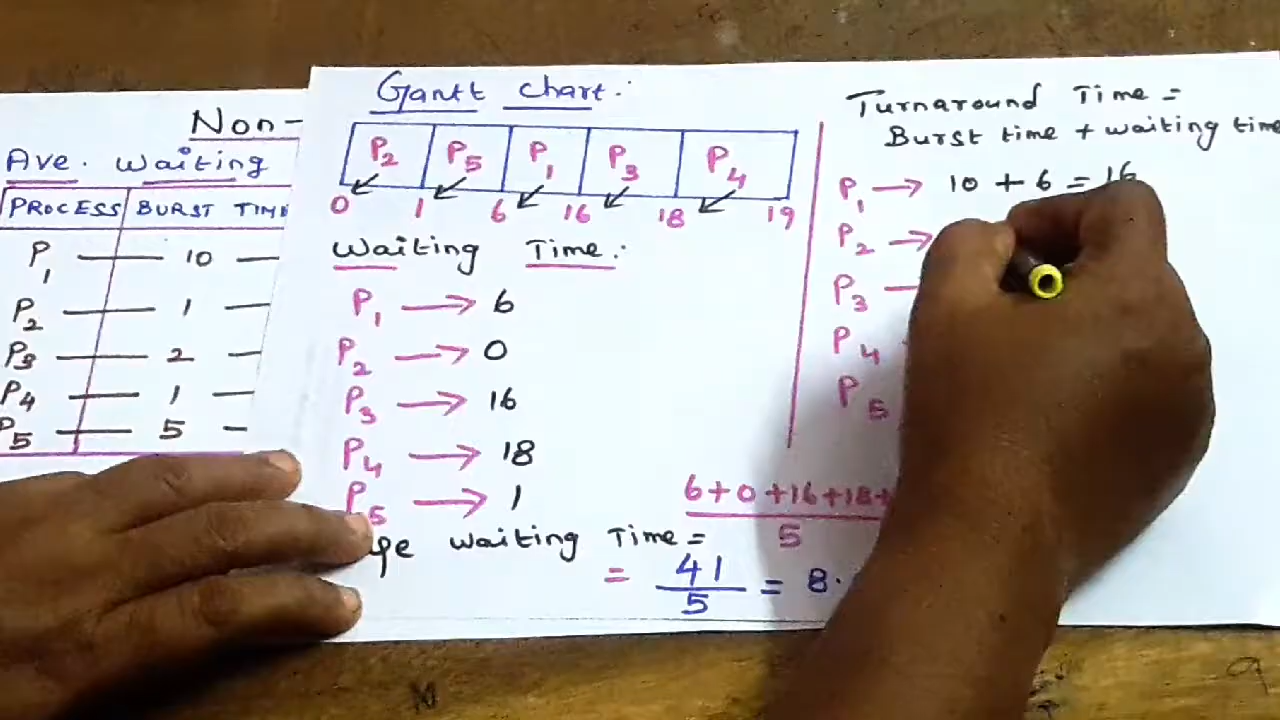 Non-
Ave. Waiting
PROCESS BURST TIME
P1 — 10 —
P2 — 1 —
P3 — 2 —
P4 — 1 —
P5 — 5 —
Gantt Chart:
P2 P5 P1 P3 P4
0 1 6 16 18 19
Waiting Time:
P1 → 6
P2 → 0
P3 → 16
P4 → 18
P5 → 1
waiting Time =
6+0+16+18+
5
= 41
5
= 8.
Turnaround Time =
Burst time + waiting time
P1 → 10 + 6 = 16
P2 →
P3 —
P4
P5